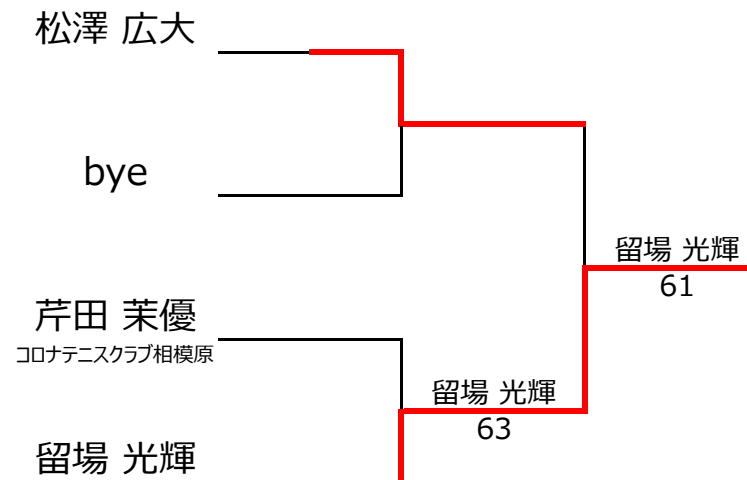 松澤 広大
bye
留場 光輝
61
芹田 茉優
コロナテニスクラブ相模原
留場 光輝
63
留場 光輝